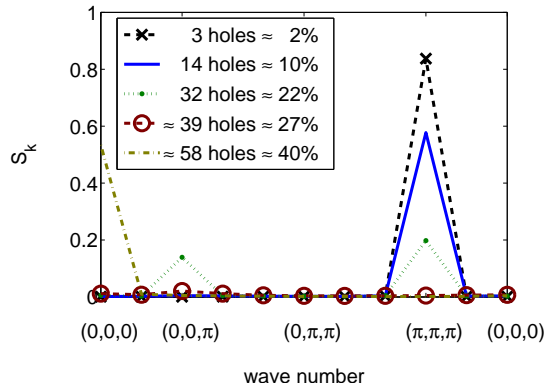 1
0.8
0.6
0.4
0.2
0
S_k
3 holes ≈ 2%
14 holes ≈ 10%
32 holes ≈ 22%
≈ 39 holes ≈ 27%
≈ 58 holes ≈ 40%
(0,0,0) (0,0,π) (0,π,π) (π,π,π) (0,0,0)
wave number